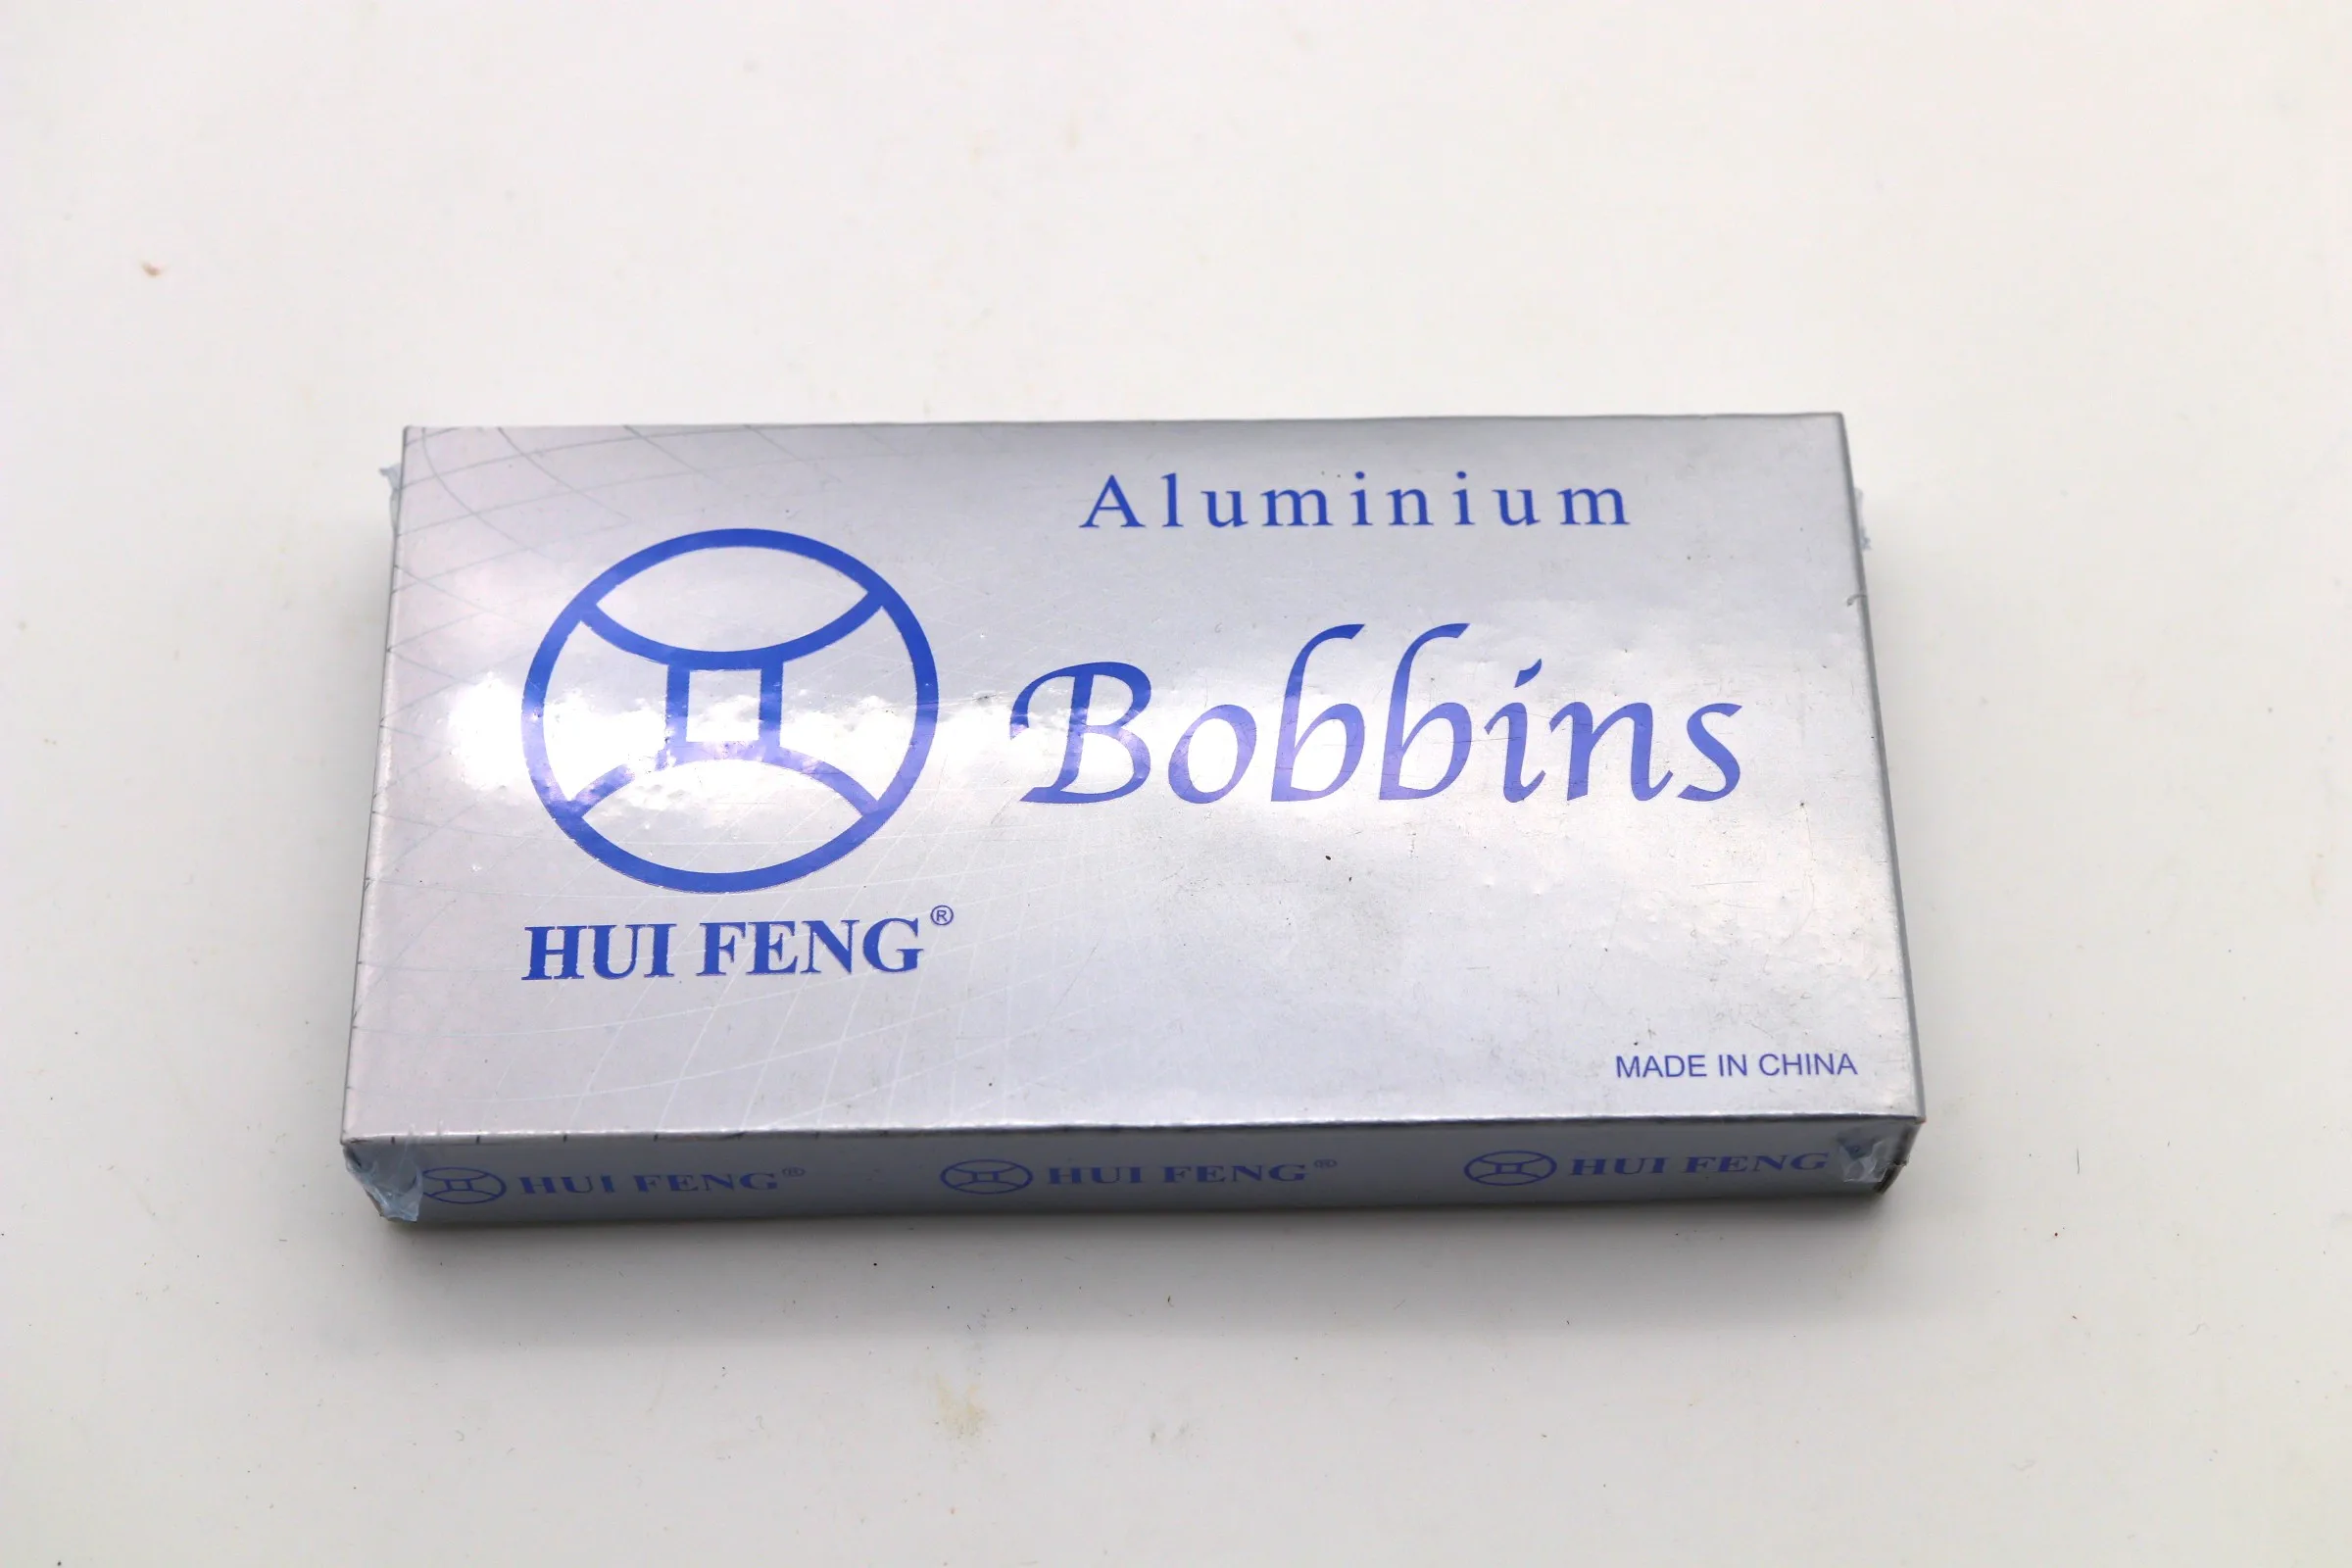 Aluminium
Bobbins
HUI FENG®
MADE IN CHINA
HUI FENG® HUI FENG® HUI FENG